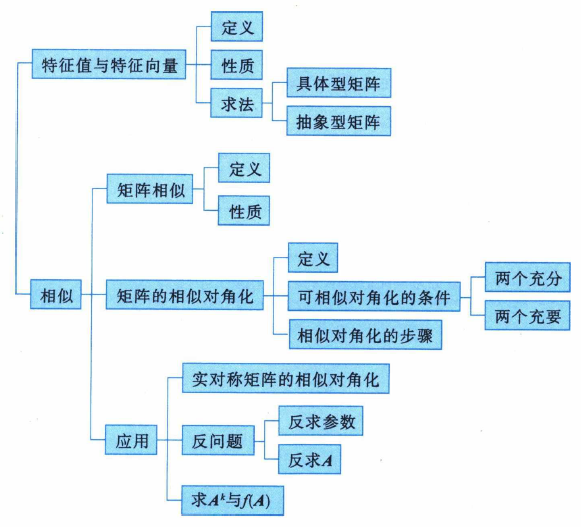 特征值与特征向量
定义
性质
求法
具体型矩阵
抽象型矩阵
相似
矩阵相似
定义
性质
矩阵的相似对角化
定义
可相似对角化的条件
两个充分
两个充要
相似对角化的步骤
应用
实对称矩阵的相似对角化
反问题
反求参数
反求A
求Aᵏ与f(A)